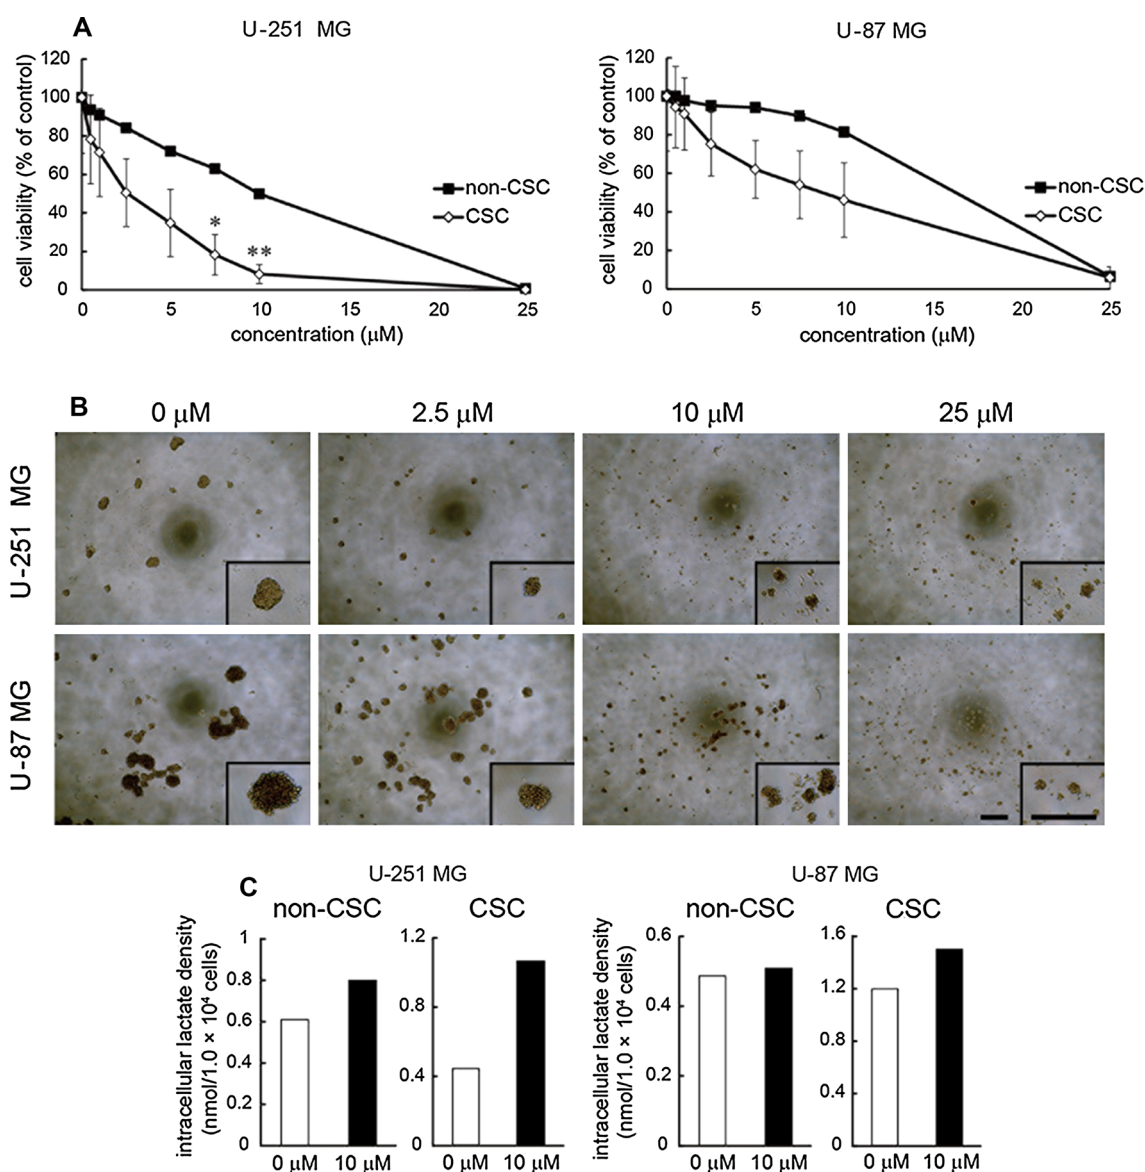 A
U-251 MG
U-87 MG
cell viability (% of control)
120
100
80
60
40
20
0
0 5 10 15 20 25
concentration (µM)
non-CSC
CSC
*
**
cell viability (% of control)
120
100
80
60
40
20
0
0 5 10 15 20 25
concentration (µM)
non-CSC
CSC
B
0 µM 2.5 µM 10 µM 25 µM
U-251 MG
U-87 MG
C
U-251 MG
U-87 MG
non-CSC CSC non-CSC CSC
intracellular lactate density
(nmol/1.0 × 10⁴ cells)
1
0.8
0.6
0.4
0.2
0
0 µM 10 µM
1.2
0.8
0.4
0
0 µM 10 µM
intracellular lactate density
(nmol/1.0 × 10⁴ cells)
0.6
0.4
0.2
0
0 µM 10 µM
1.6
1.2
0.8
0.4
0
0 µM 10 µM